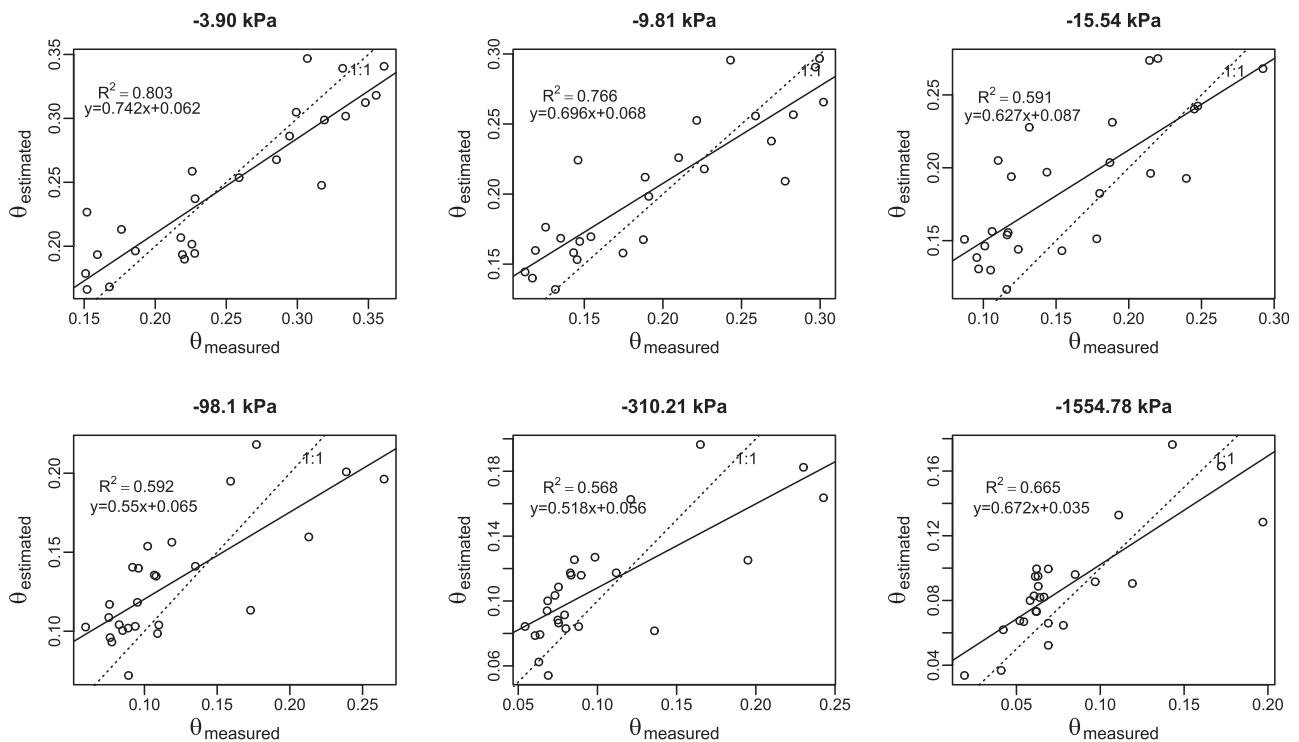 -3.90 kPa
0.35
0.30
0.25
0.20
θestimated
1:1
R² = 0.803
y=0.742x+0.062
0.15 0.20 0.25 0.30 0.35
θmeasured
-9.81 kPa
0.30
0.25
0.20
0.15
θestimated
1:1
R² = 0.766
y=0.696x+0.068
0.15 0.20 0.25 0.30
θmeasured
-15.54 kPa
0.25
0.20
0.15
θestimated
1:1
R² = 0.591
y=0.627x+0.087
0.10 0.15 0.20 0.25 0.30
θmeasured
-98.1 kPa
0.20
0.15
0.10
θestimated
1:1
R² = 0.592
y=0.55x+0.065
0.10 0.15 0.20 0.25
θmeasured
-310.21 kPa
0.18
0.14
0.10
0.06
θestimated
1:1
R² = 0.568
y=0.518x+0.056
0.05 0.10 0.15 0.20 0.25
θmeasured
-1554.78 kPa
0.16
0.12
0.08
0.04
θestimated
1:1
R² = 0.665
y=0.672x+0.035
0.05 0.10 0.15 0.20
θmeasured